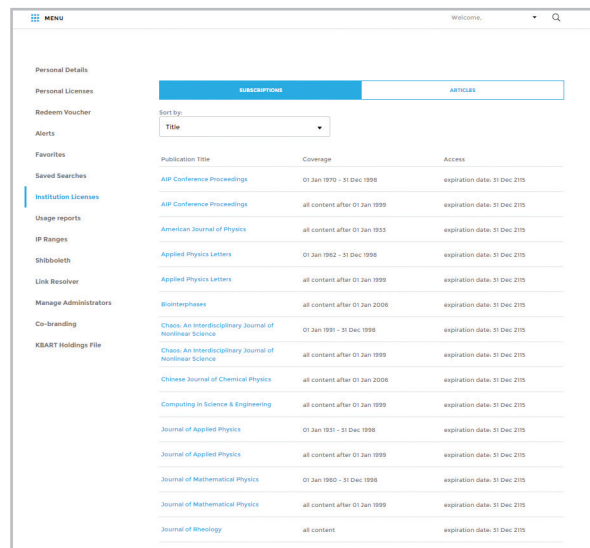 MENU
Welcome,
Personal Details
Personal Licenses
Redeem Voucher
Alerts
Favorites
Saved Searches
Institution Licenses
Usage reports
IP Ranges
Shibboleth
Link Resolver
Manage Administrators
Co-branding
KBART Holdings File
SUBSCRIPTIONS ARTICLES
Sort by:
Title
Publication Title Coverage Access
AIP Conference Proceedings 01 Jan 1970 - 31 Dec 1998 expiration date: 31 Dec 2115
AIP Conference Proceedings all content after 01 Jan 1999 expiration date: 31 Dec 2115
American Journal of Physics all content after 01 Jan 1933 expiration date: 31 Dec 2115
Applied Physics Letters 01 Jan 1962 - 31 Dec 1998 expiration date: 31 Dec 2115
Applied Physics Letters all content after 01 Jan 1999 expiration date: 31 Dec 2115
Biointerphases all content after 01 Jan 2006 expiration date: 31 Dec 2115
Chaos: An Interdisciplinary Journal of
Nonlinear Science 01 Jan 1991 - 31 Dec 1998 expiration date: 31 Dec 2115
Chaos: An Interdisciplinary Journal of
Nonlinear Science all content after 01 Jan 1999 expiration date: 31 Dec 2115
Chinese Journal of Chemical Physics all content after 01 Jan 2006 expiration date: 31 Dec 2115
Computing in Science & Engineering all content after 01 Jan 1999 expiration date: 31 Dec 2115
Journal of Applied Physics 01 Jan 1931 - 31 Dec 1998 expiration date: 31 Dec 2115
Journal of Applied Physics all content after 01 Jan 1999 expiration date: 31 Dec 2115
Journal of Mathematical Physics 01 Jan 1960 - 31 Dec 1998 expiration date: 31 Dec 2115
Journal of Mathematical Physics all content after 01 Jan 1999 expiration date: 31 Dec 2115
Journal of Rheology all content expiration date: 31 Dec 2115